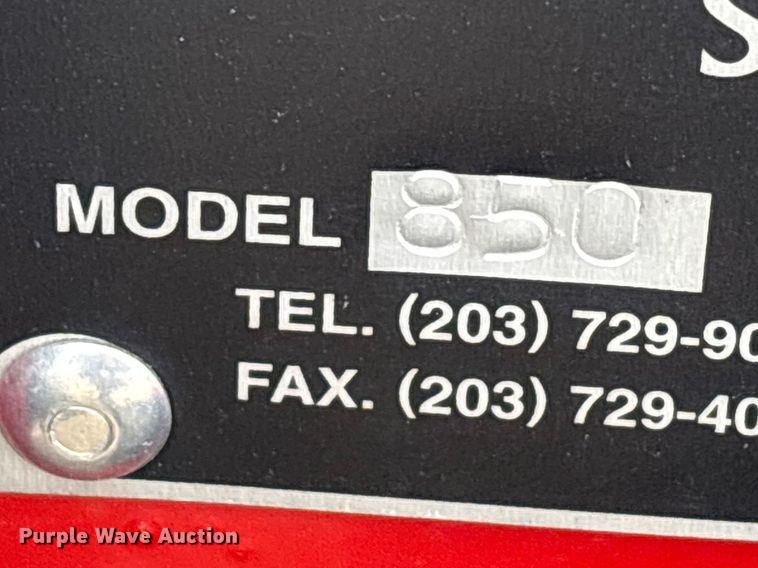 S
MODEL 850
TEL. (203) 729-90
FAX. (203) 729-40
Purple Wave Auction